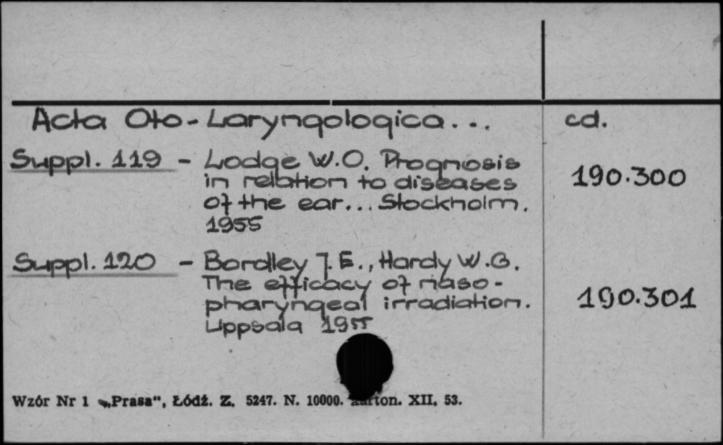 Acta Oto-Laryngologica... cd.
Suppl. 119 - Lodge W.O. Prognosis
in relation to diseases 190.300
of the ear... Stockholm.
1955
Suppl. 120 - Bordley J.E., Hardy W.G.
The efficacy of naso-
pharyngeal irradiation. 190.301
Uppsala 1955
Wzór Nr 1 „Prasa", Łódź. Z. 5247. N. 10000. karton. XII. 53.